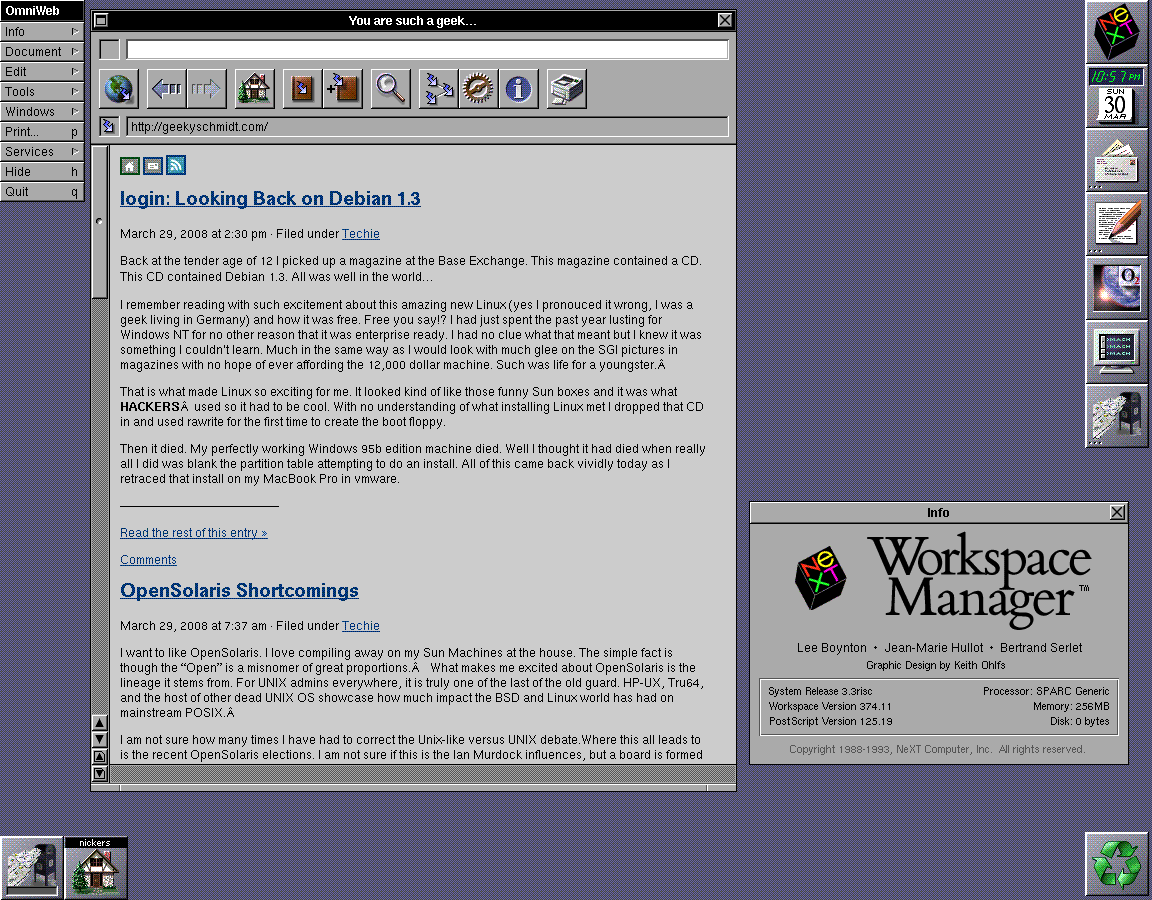 OmniWeb
Info
Document
Edit
Tools
Windows
Print... p
Services
Hide h
Quit q
You are such a geek...
http://geekyschmidt.com/
login: Looking Back on Debian 1.3
March 29, 2008 at 2:30 pm · Filed under Techie
Back at the tender age of 12 I picked up a magazine at the Base Exchange. This magazine contained a CD.
This CD contained Debian 1.3. All was well in the world...
I remember reading with such excitement about this amazing new Linux (yes I pronouced it wrong, I was a
geek living in Germany) and how it was free. Free you say!? I had just spent the past year lusting for
Windows NT for no other reason that it was enterprise ready. I had no clue what that meant but I knew it was
something I couldn't learn. Much in the same way as I would look with much glee on the SGI pictures in
magazines with no hope of ever affording the 12,000 dollar machine. Such was life for a youngster.Â
That is what made Linux so exciting for me. It looked kind of like those funny Sun boxes and it was what
HACKERSÂ used so it had to be cool. With no understanding of what installing Linux met I dropped that CD
in and used rawrite for the first time to create the boot floppy.
Then it died. My perfectly working Windows 95b edition machine died. Well I thought it had died when really
all I did was blank the partition table attempting to do an install. All of this came back vividly today as I
retraced that install on my MacBook Pro in vmware.
Read the rest of this entry »
Comments
OpenSolaris Shortcomings
March 29, 2008 at 7:37 am · Filed under Techie
I want to like OpenSolaris. I love compiling away on my Sun Machines at the house. The simple fact is
though the “Open” is a misnomer of great proportions.Â What makes me excited about OpenSolaris is the
lineage it stems from. For UNIX admins everywhere, it is truly one of the last of the old guard. HP-UX, Tru64,
and the host of other dead UNIX OS showcase how much impact the BSD and Linux world has had on
mainstream POSIX.Â
I am not sure how many times I have had to correct the Unix-like versus UNIX debate.Where this all leads to
is the recent OpenSolaris elections. I am not sure if this is the Ian Murdock influences, but a board is formed
NeXT
10:57 PM
SUN
30
MAR
O2
Info
NeXT
Workspace
Manager™
Lee Boynton • Jean-Marie Hullot • Bertrand Serlet
Graphic Design by Keith Ohlfs
System Release 3.3risc Processor: SPARC Generic
Workspace Version 374.11 Memory: 256MB
PostScript Version 125.19 Disk: 0 bytes
Copyright 1988-1993, NeXT Computer, Inc. All rights reserved.
nickers